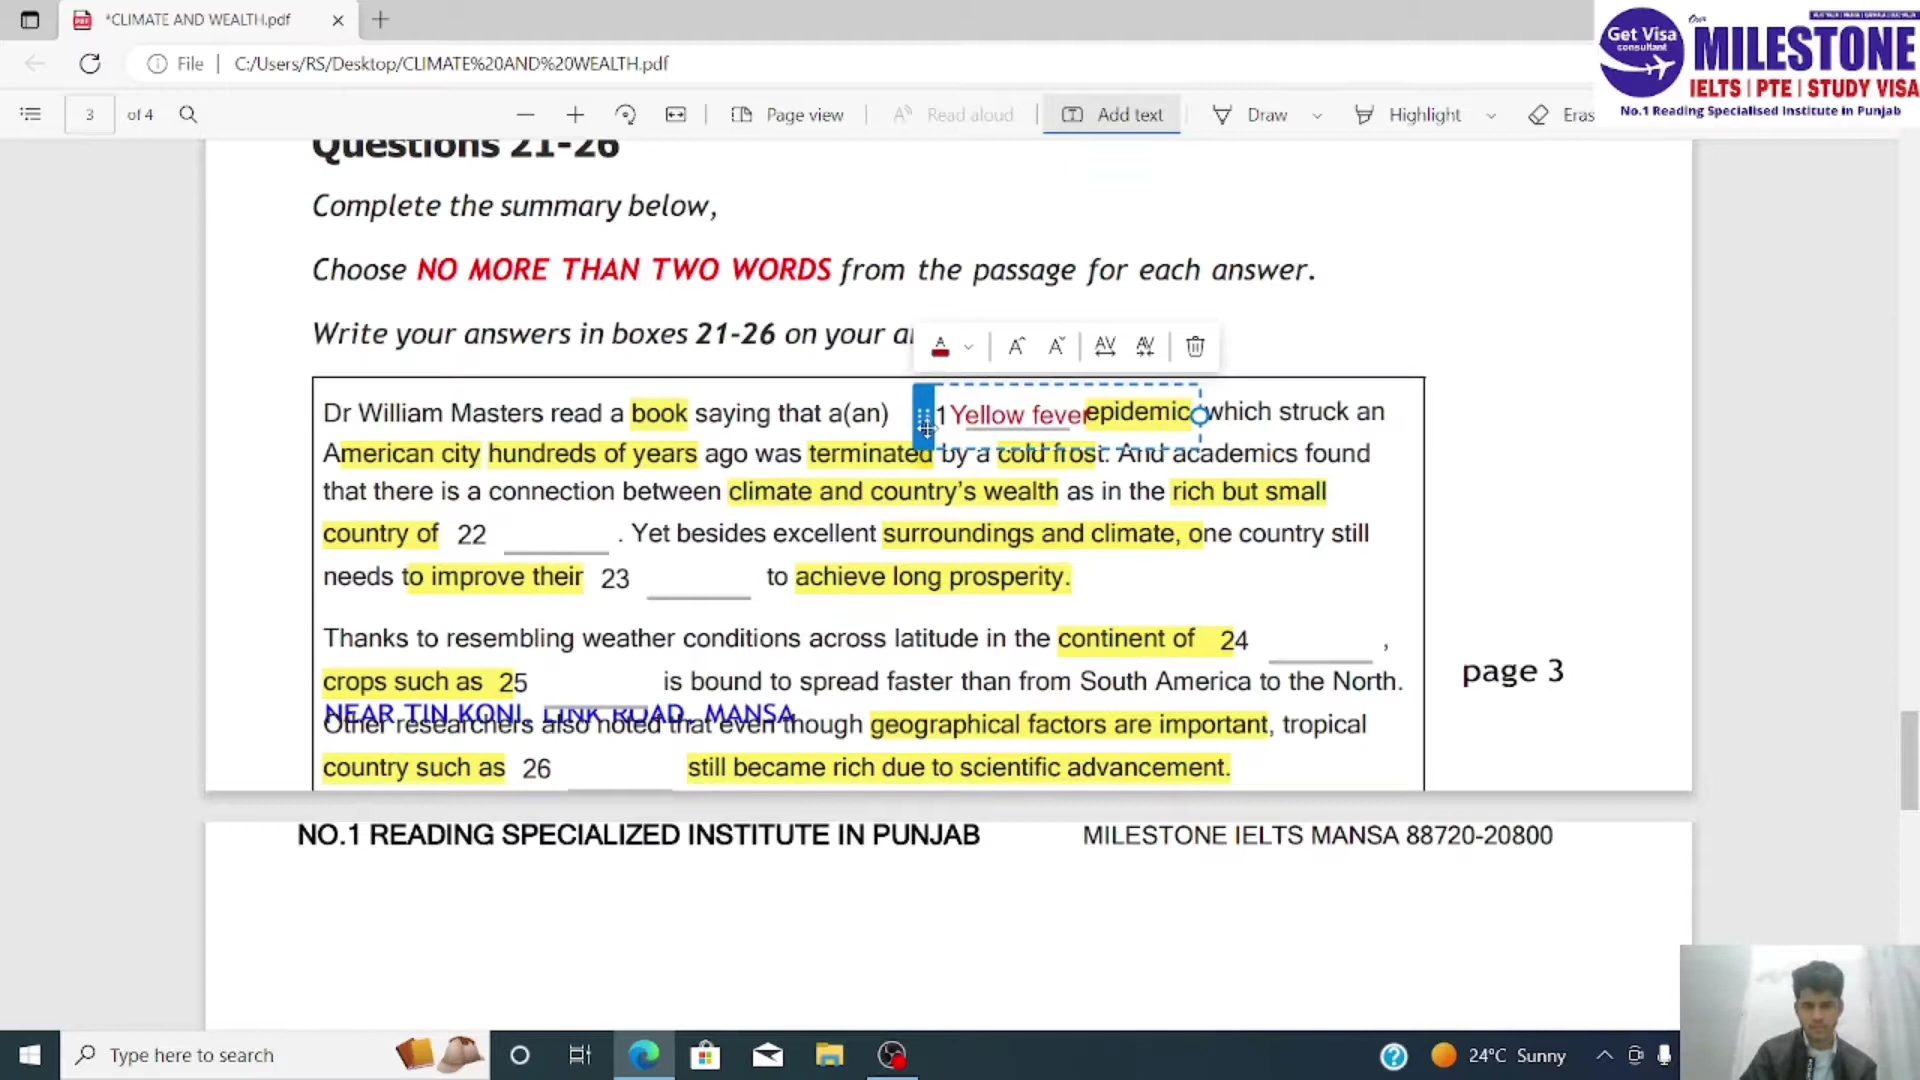 *CLIMATE AND WEALTH.pdf
File
C:/Users/RS/Desktop/CLIMATE%20AND%20WEALTH.pdf
Get Visa
consultant
Our
MILESTONE
IELTS | PTE | STUDY VISA
No.1 Reading Specialised Institute in Punjab
3 of 4
Page view
Read aloud
Add text
Draw
Highlight
Eras
Questions 21-26
Complete the summary below,
Choose NO MORE THAN TWO WORDS from the passage for each answer.
Write your answers in boxes 21-26 on your a
Dr William Masters read a book saying that a(an) 1 Yellow fever epidemic which struck an
American city hundreds of years ago was terminated by a cold frost. And academics found
that there is a connection between climate and country's wealth as in the rich but small
country of 22 ________ . Yet besides excellent surroundings and climate, one country still
needs to improve their 23 ________ to achieve long prosperity.
Thanks to resembling weather conditions across latitude in the continent of 24 ________ ,
crops such as 25 ________ is bound to spread faster than from South America to the North.
NEAR TIN KONI, LINK ROAD, MANSA
Other researchers also noted that even though geographical factors are important, tropical
country such as 26 ________ still became rich due to scientific advancement.
page 3
NO.1 READING SPECIALIZED INSTITUTE IN PUNJAB
MILESTONE IELTS MANSA 88720-20800
Type here to search
24°C Sunny